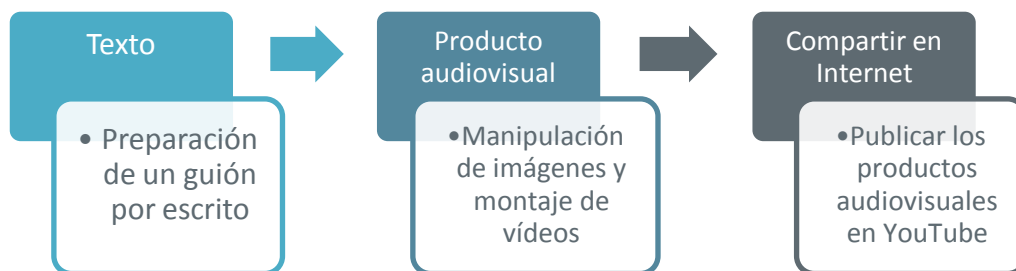 Texto
• Preparación
de un guión
por escrito
Producto
audiovisual
•Manipulación
de imágenes y
montaje de
vídeos
Compartir en
Internet
•Publicar los
productos
audiovisuales
en YouTube